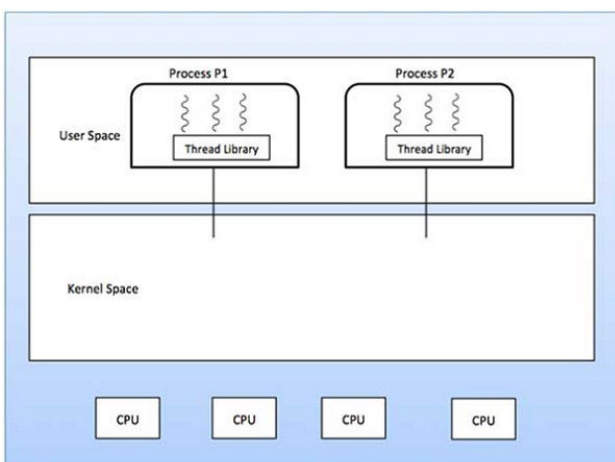 Process P1
Process P2
User Space
Thread Library
Thread Library
Kernel Space
CPU
CPU
CPU
CPU